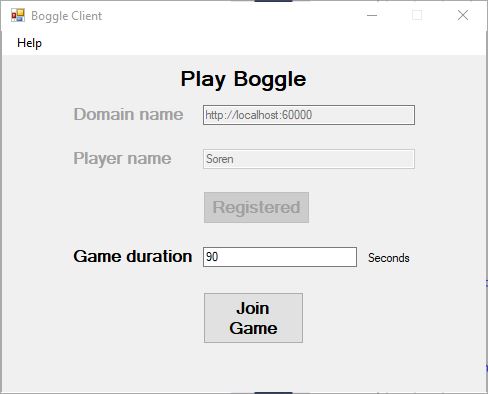 Boggle Client
Help
Play Boggle
Domain name http://localhost:60000
Player name Soren
Registered
Game duration 90 Seconds
Join
Game